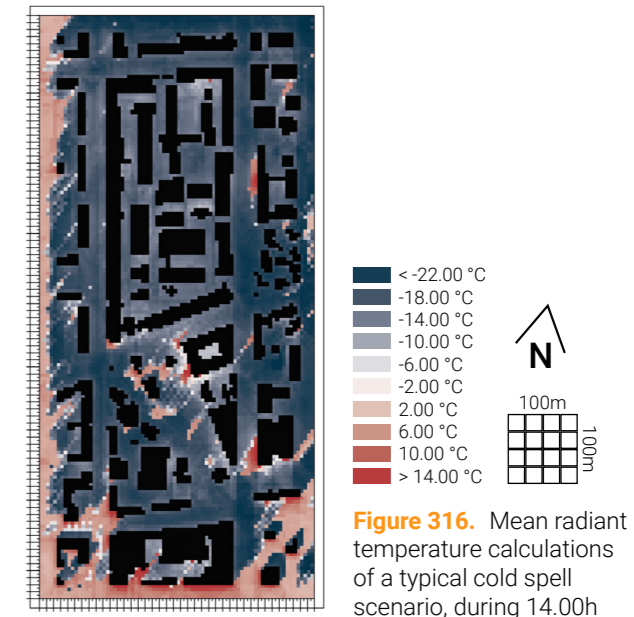 < -22.00 °C
-18.00 °C
-14.00 °C
-10.00 °C
-6.00 °C
-2.00 °C
2.00 °C
6.00 °C
10.00 °C
> 14.00 °C
N
100m
100m
Figure 316. Mean radiant
temperature calculations
of a typical cold spell
scenario, during 14.00h